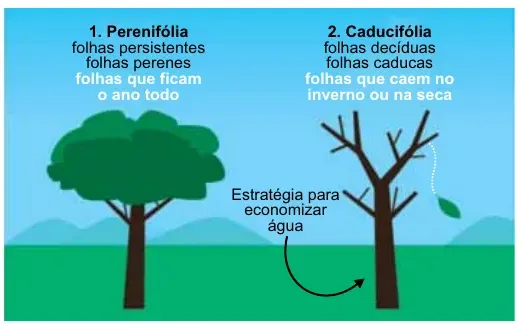 1. Perenifólia
folhas persistentes
folhas perenes
folhas que ficam
o ano todo
2. Caducifólia
folhas decíduas
folhas caducas
folhas que caem no
inverno ou na seca
Estratégia para
economizar
água